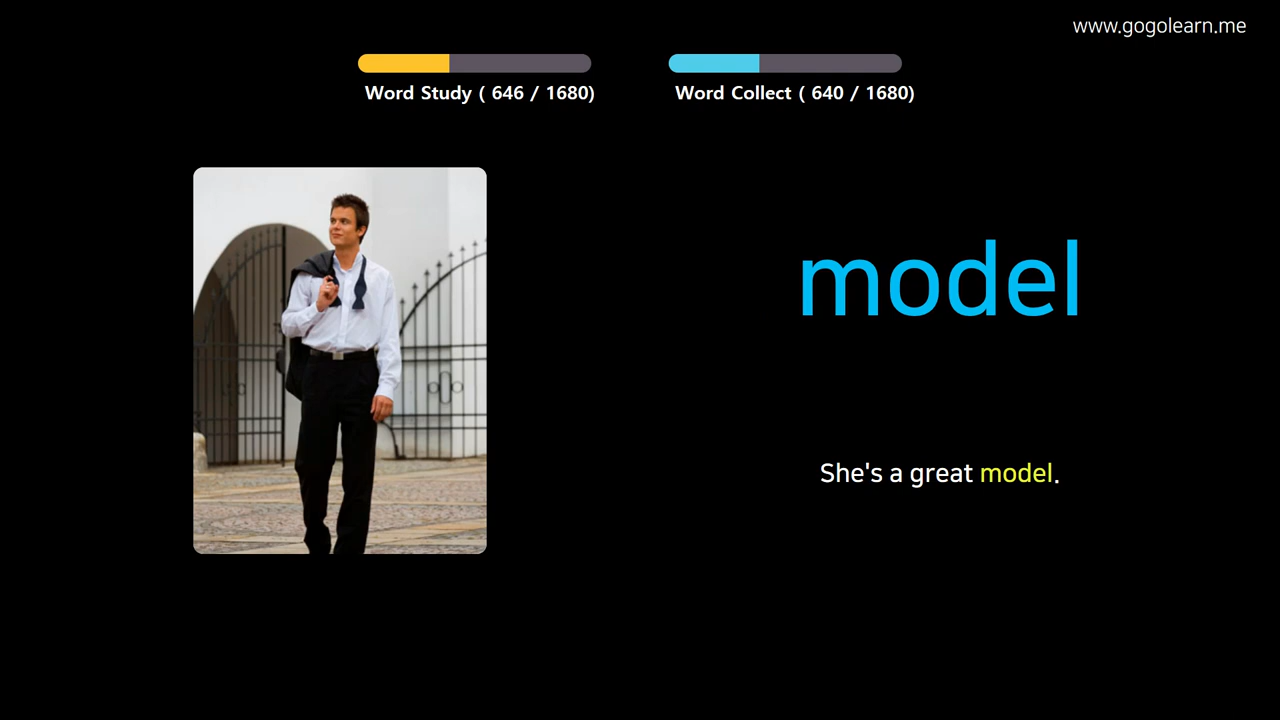 www.gogolearn.me
Word Study ( 646 / 1680)
Word Collect ( 640 / 1680)
model
She's a great model.